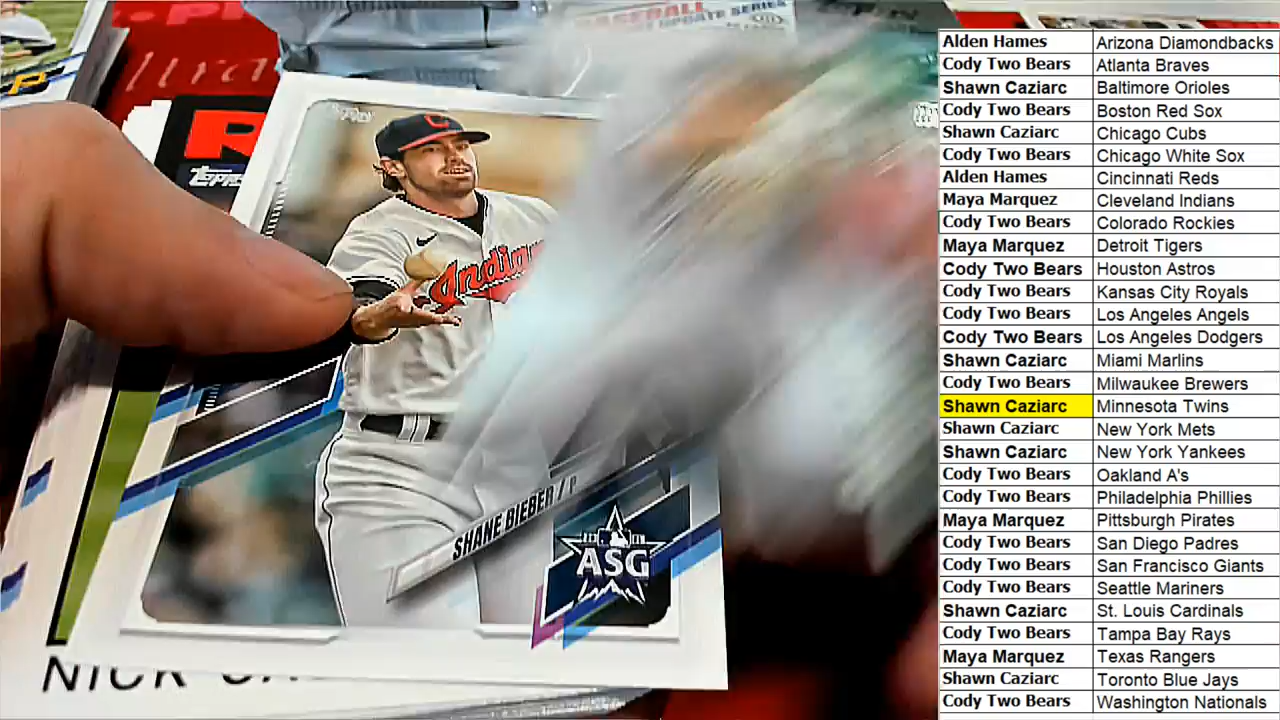 BASEBALL
UPDATE SERIES
R
TOPPS
TOPPS
C
Indians
SHANE BIEBER / P
ASG
NICK
Alden Hames Arizona Diamondbacks
Cody Two Bears Atlanta Braves
Shawn Caziarc Baltimore Orioles
Cody Two Bears Boston Red Sox
Shawn Caziarc Chicago Cubs
Cody Two Bears Chicago White Sox
Alden Hames Cincinnati Reds
Maya Marquez Cleveland Indians
Cody Two Bears Colorado Rockies
Maya Marquez Detroit Tigers
Cody Two Bears Houston Astros
Cody Two Bears Kansas City Royals
Cody Two Bears Los Angeles Angels
Cody Two Bears Los Angeles Dodgers
Shawn Caziarc Miami Marlins
Cody Two Bears Milwaukee Brewers
Shawn Caziarc Minnesota Twins
Shawn Caziarc New York Mets
Shawn Caziarc New York Yankees
Cody Two Bears Oakland A's
Cody Two Bears Philadelphia Phillies
Maya Marquez Pittsburgh Pirates
Cody Two Bears San Diego Padres
Cody Two Bears San Francisco Giants
Cody Two Bears Seattle Mariners
Shawn Caziarc St. Louis Cardinals
Cody Two Bears Tampa Bay Rays
Maya Marquez Texas Rangers
Shawn Caziarc Toronto Blue Jays
Cody Two Bears Washington Nationals